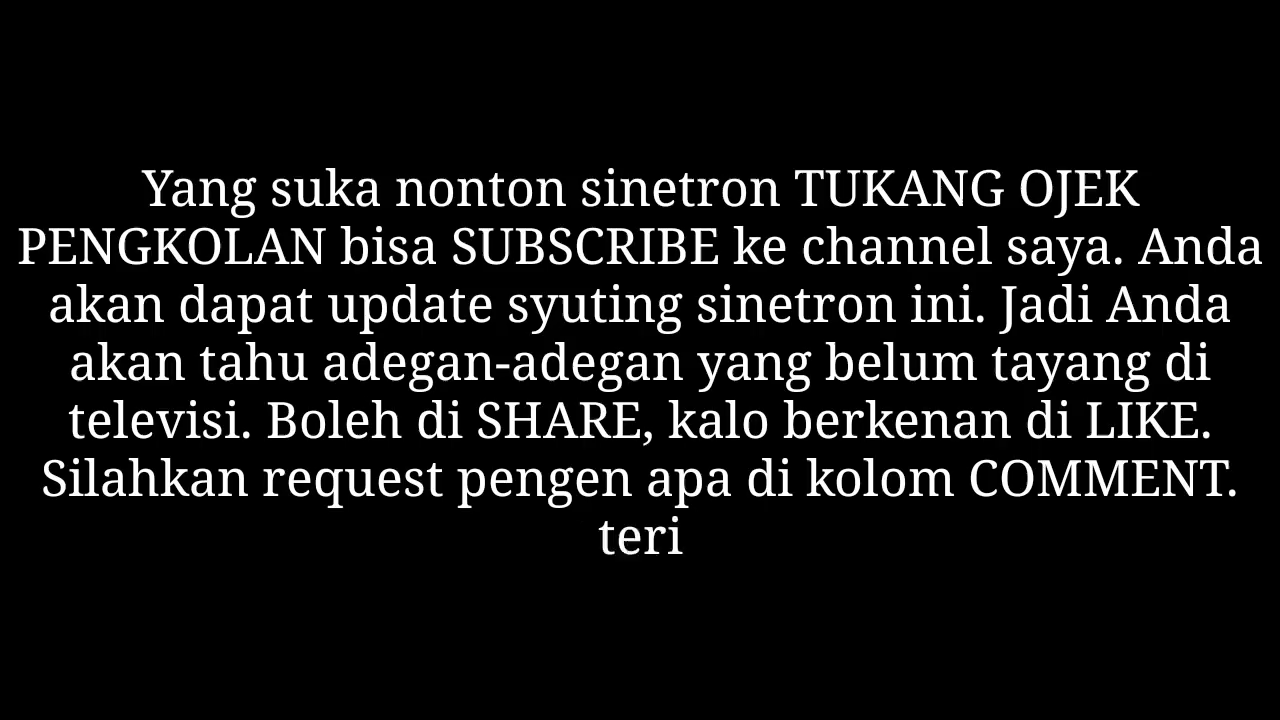 Yang suka nonton sinetron TUKANG OJEK
PENGKOLAN bisa SUBSCRIBE ke channel saya. Anda
akan dapat update syuting sinetron ini. Jadi Anda
akan tahu adegan-adegan yang belum tayang di
televisi. Boleh di SHARE, kalo berkenan di LIKE.
Silahkan request pengen apa di kolom COMMENT.
teri